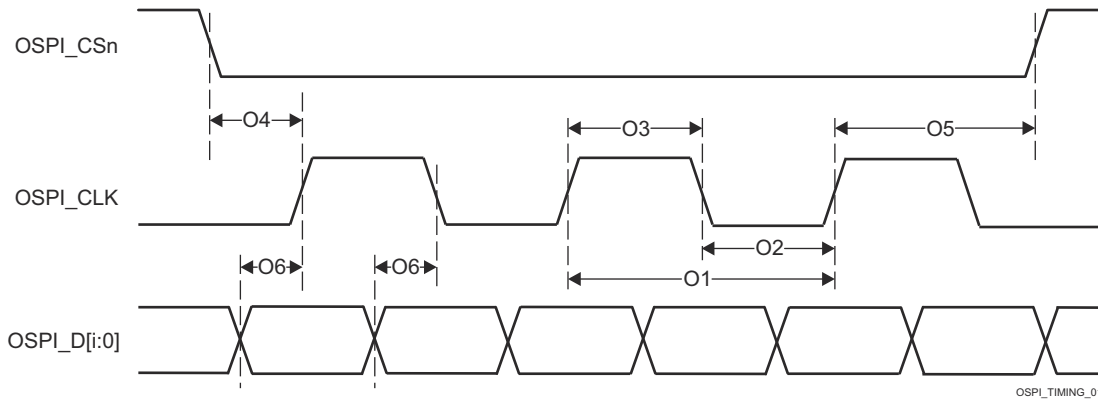 OSPI_CSn
O4
O3
O5
OSPI_CLK
O2
O6
O6
O1
OSPI_D[i:0]
OSPI_TIMING_0